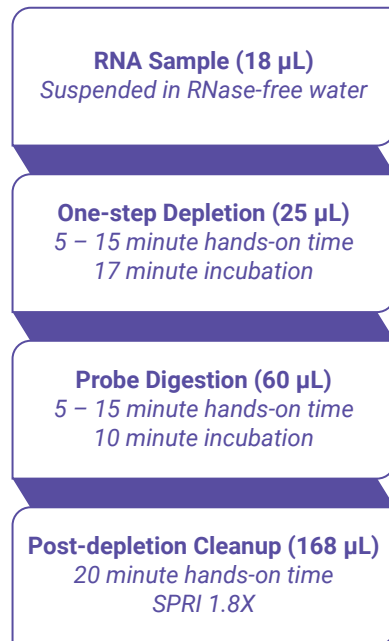 RNA Sample (18 µL)
Suspended in RNase-free water
One-step Depletion (25 µL)
5 – 15 minute hands-on time
17 minute incubation
Probe Digestion (60 µL)
5 – 15 minute hands-on time
10 minute incubation
Post-depletion Cleanup (168 µL)
20 minute hands-on time
SPRI 1.8X